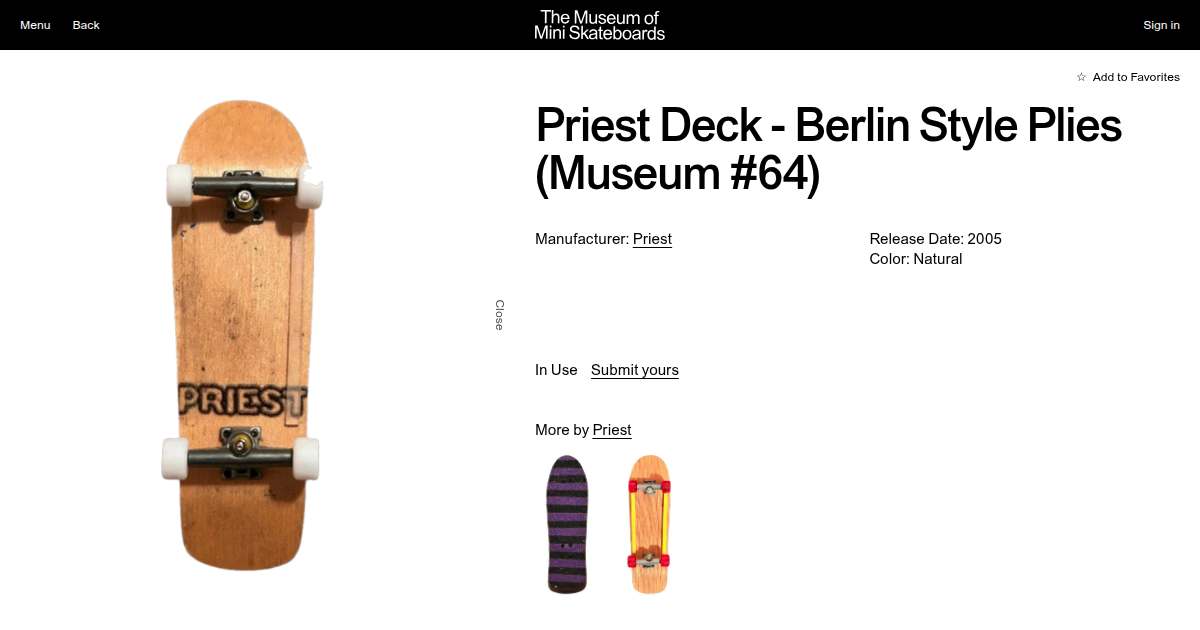 Menu
Back
The Museum of
Mini Skateboards
Sign in
☆ Add to Favorites
Priest Deck - Berlin Style Plies
(Museum #64)
Manufacturer: Priest
Release Date: 2005
Color: Natural
Close
PRIEST
In Use
Submit yours
More by Priest